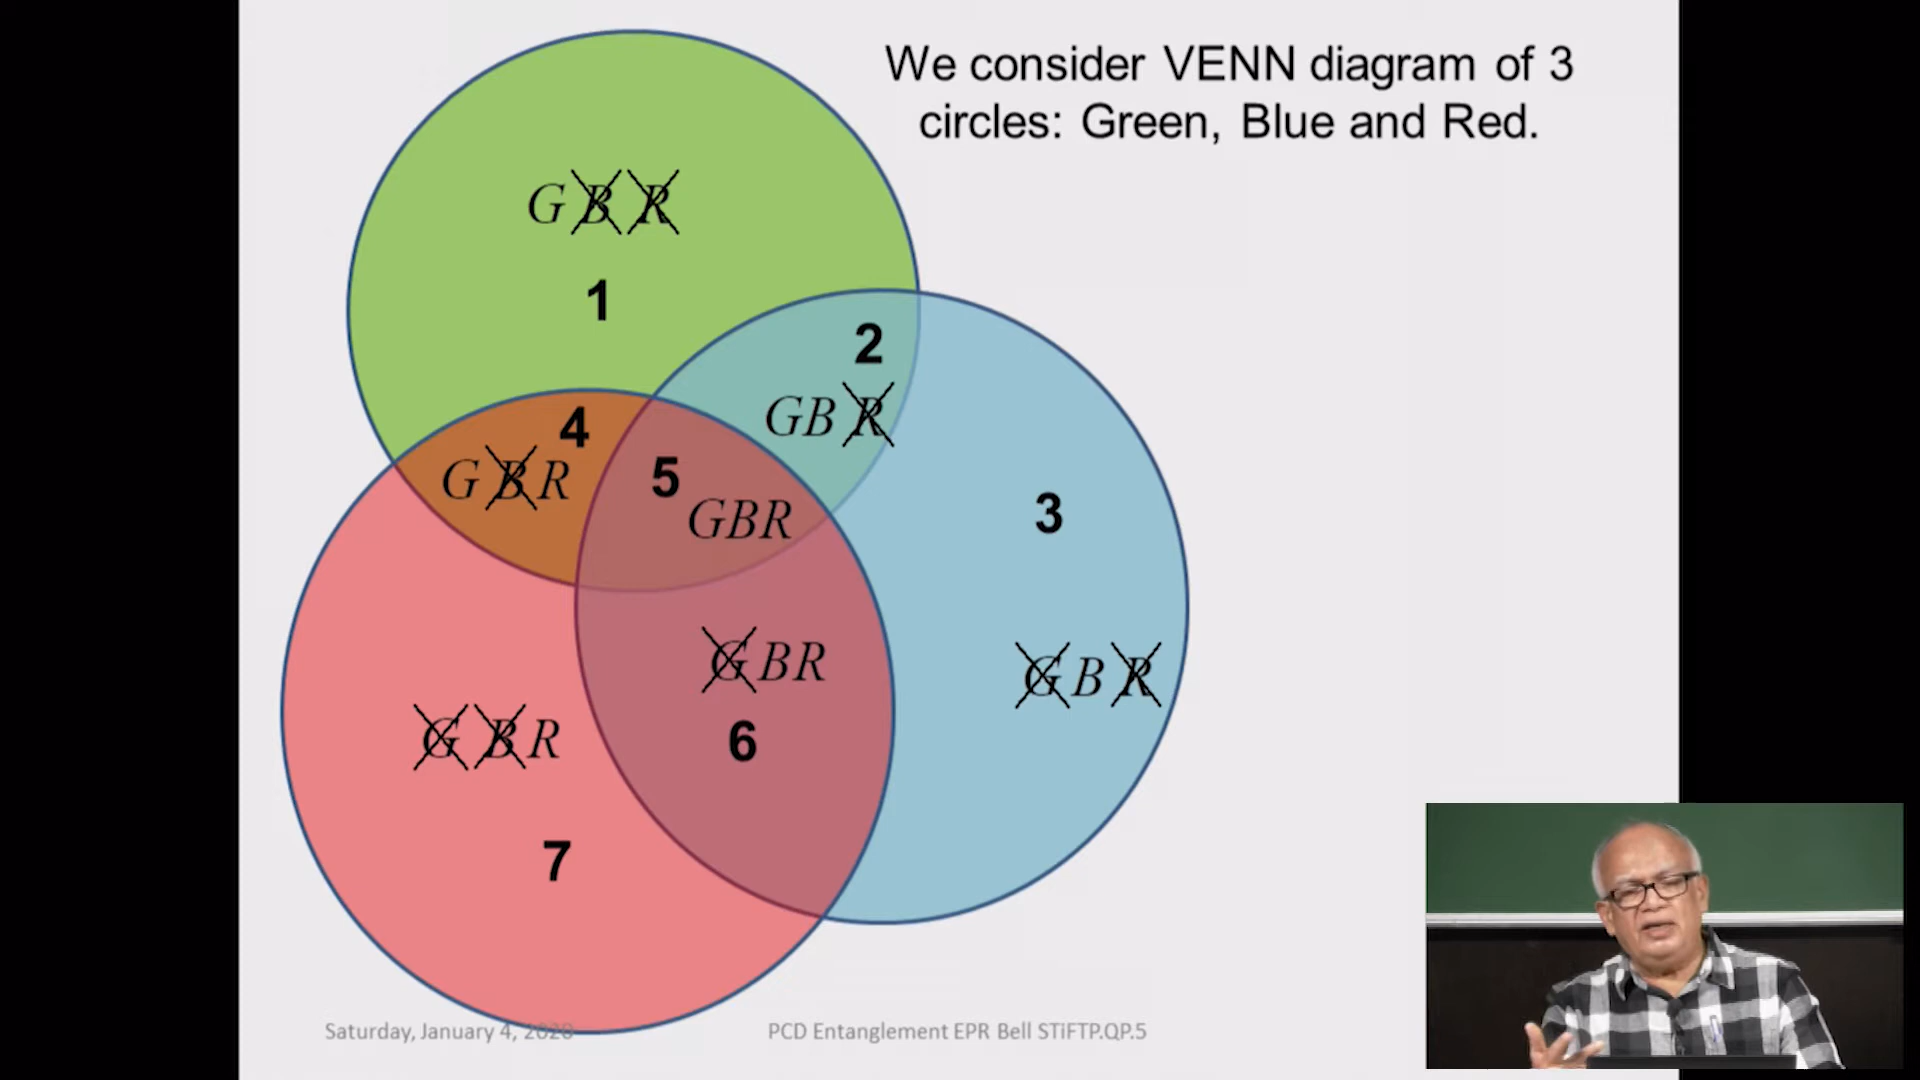 We consider VENN diagram of 3
circles: Green, Blue and Red.
G B R
1
2
GB R
4
G B R
5
GBR
3
G BR
G B R
G B R
6
7
Saturday, January 4, 2020
PCD Entanglement EPR Bell STiFTP.QP.5